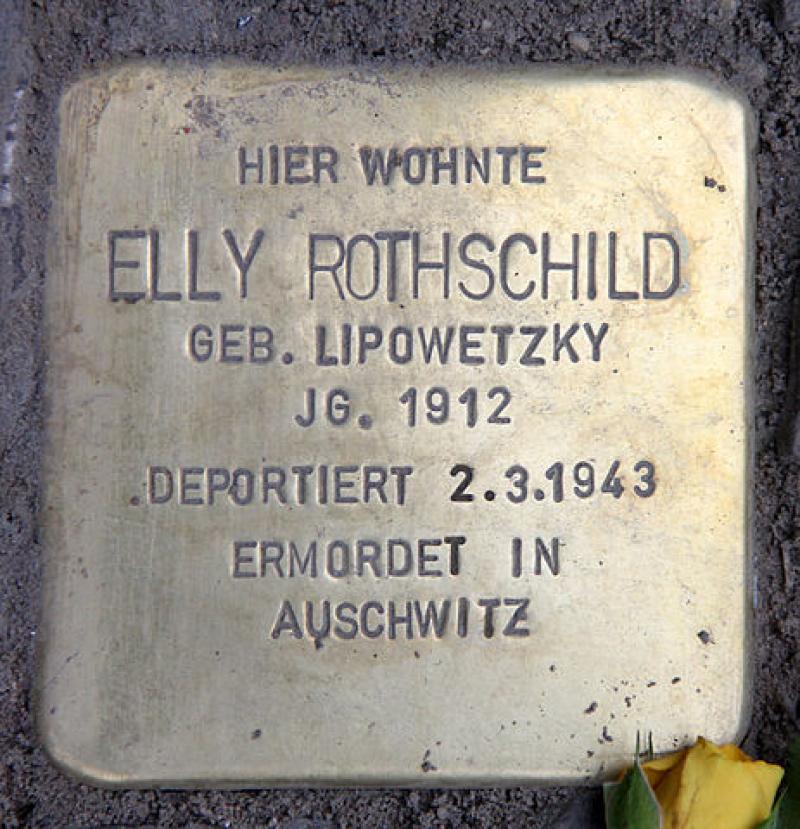 HIER WOHNTE
ELLY ROTHSCHILD
GEB. LIPOWETZKY
JG. 1912
DEPORTIERT 2.3.1943
ERMORDET IN
AUSCHWITZ